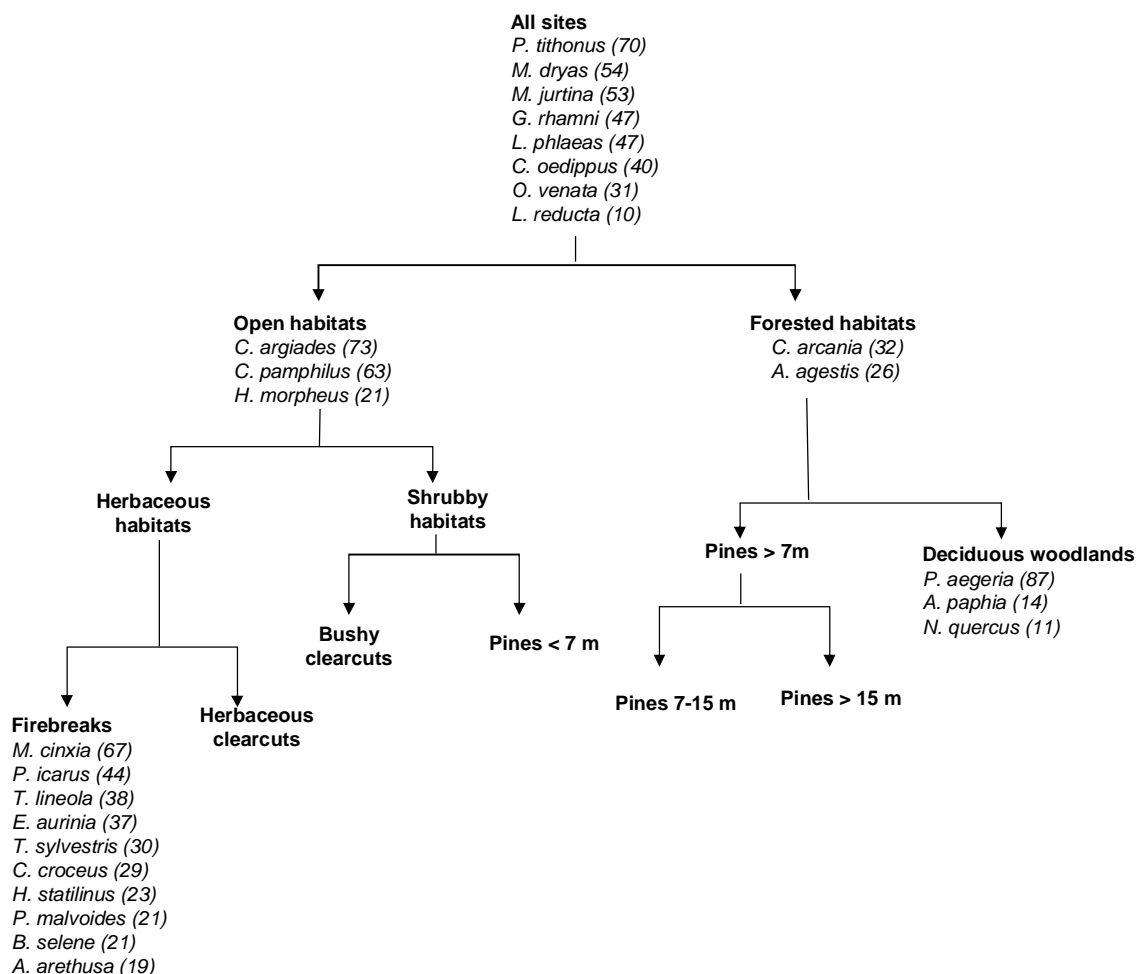 All sites
P. tithonus (70)
M. dryas (54)
M. jurtina (53)
G. rhamni (47)
L. phlaeas (47)
C. oedippus (40)
O. venata (31)
L. reducta (10)
Open habitats
C. argiades (73)
C. pamphilus (63)
H. morpheus (21)
Forested habitats
C. arcania (32)
A. agestis (26)
Herbaceous
habitats
Shrubby
habitats
Pines > 7m
Deciduous woodlands
P. aegeria (87)
A. paphia (14)
N. quercus (11)
Bushy
clearcuts
Pines < 7 m
Pines 7-15 m
Pines > 15 m
Firebreaks
M. cinxia (67)
P. icarus (44)
T. lineola (38)
E. aurinia (37)
T. sylvestris (30)
C. croceus (29)
H. statilinus (23)
P. malvoides (21)
B. selene (21)
A. arethusa (19)
Herbaceous
clearcuts